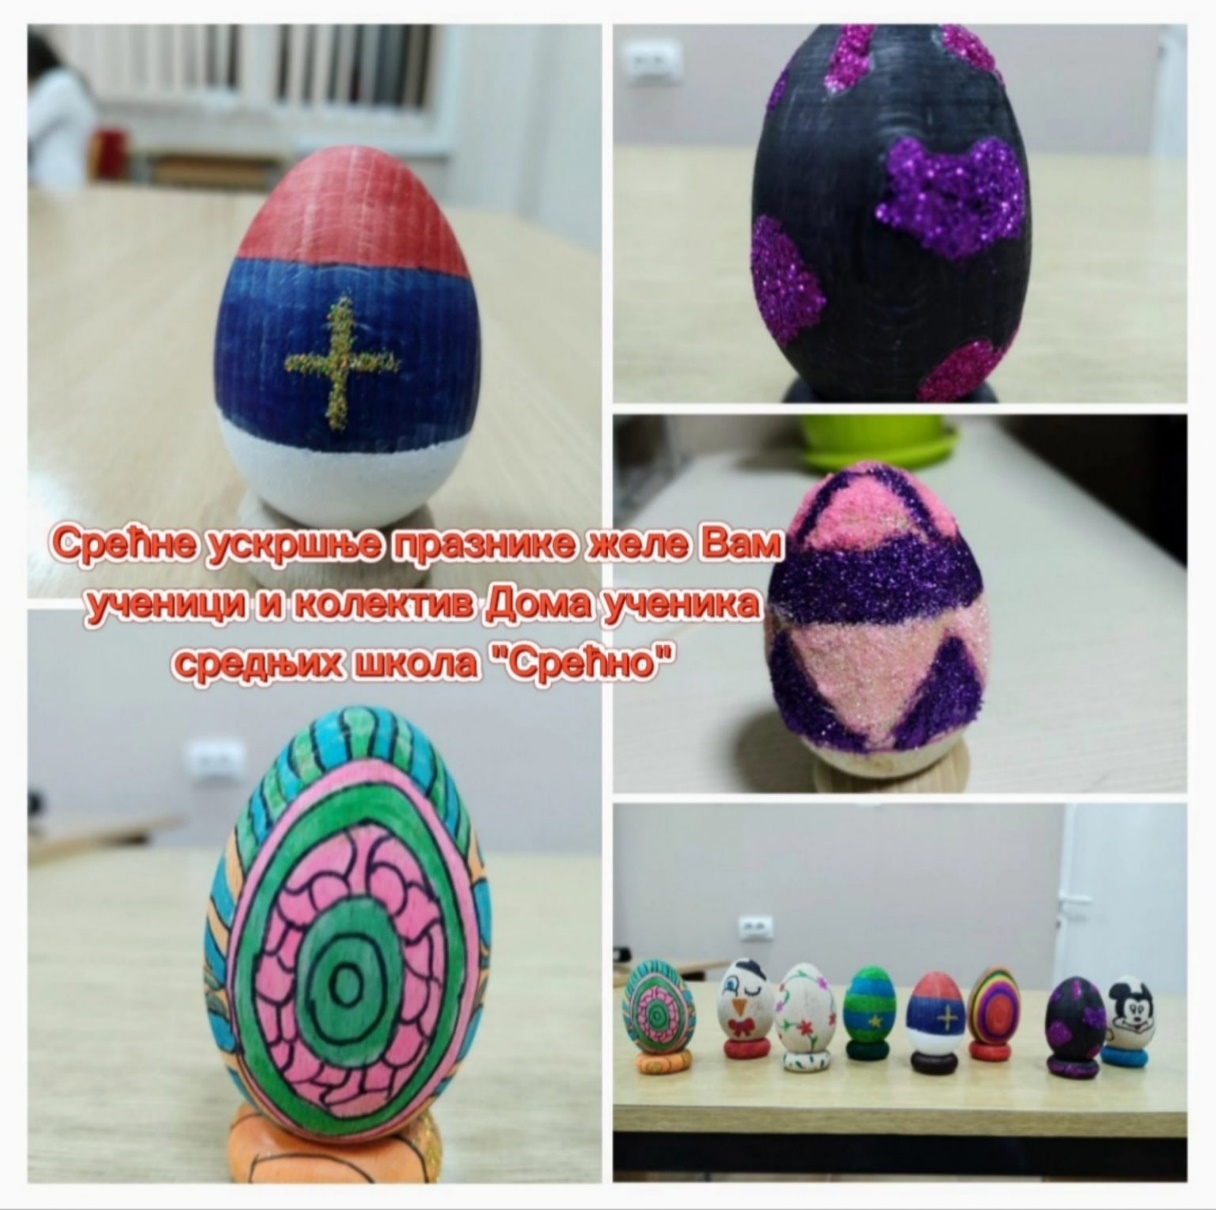 Срећне ускршње празнике желе Вам
ученици и колектив Дома ученика
средњих школа "Срећно"